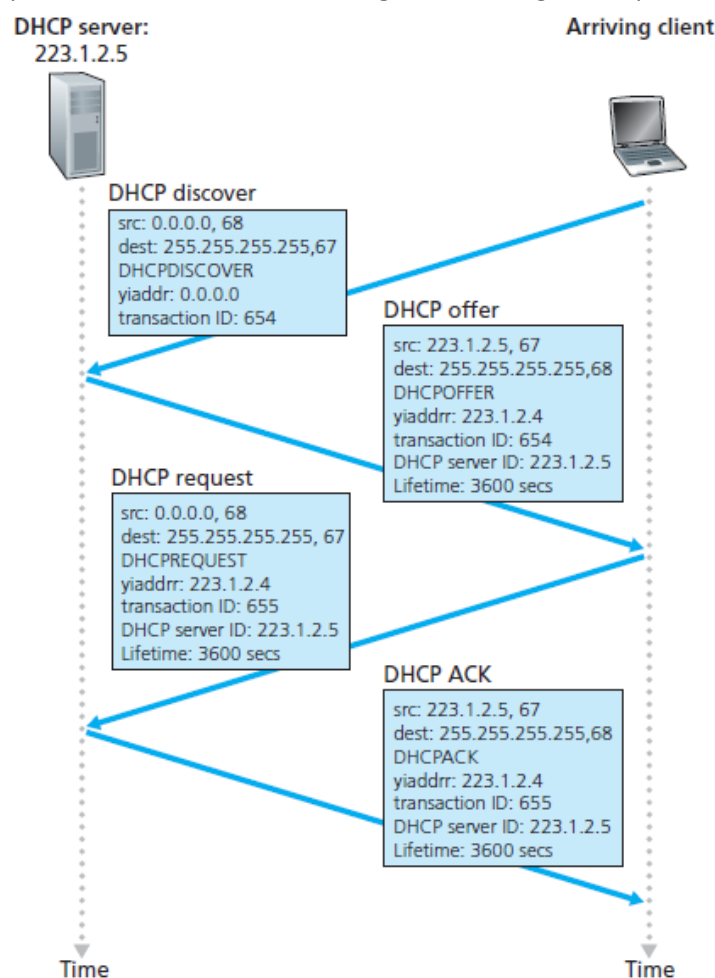 DHCP server:
223.1.2.5
Arriving client
DHCP discover
src: 0.0.0.0, 68
dest: 255.255.255.255,67
DHCPDISCOVER
yiaddr: 0.0.0.0
transaction ID: 654
DHCP offer
src: 223.1.2.5, 67
dest: 255.255.255.255,68
DHCPOFFER
yiaddrr: 223.1.2.4
transaction ID: 654
DHCP server ID: 223.1.2.5
Lifetime: 3600 secs
DHCP request
src: 0.0.0.0, 68
dest: 255.255.255.255, 67
DHCPREQUEST
yiaddrr: 223.1.2.4
transaction ID: 655
DHCP server ID: 223.1.2.5
Lifetime: 3600 secs
DHCP ACK
src: 223.1.2.5, 67
dest: 255.255.255.255,68
DHCPACK
yiaddrr: 223.1.2.4
transaction ID: 655
DHCP server ID: 223.1.2.5
Lifetime: 3600 secs
Time
Time